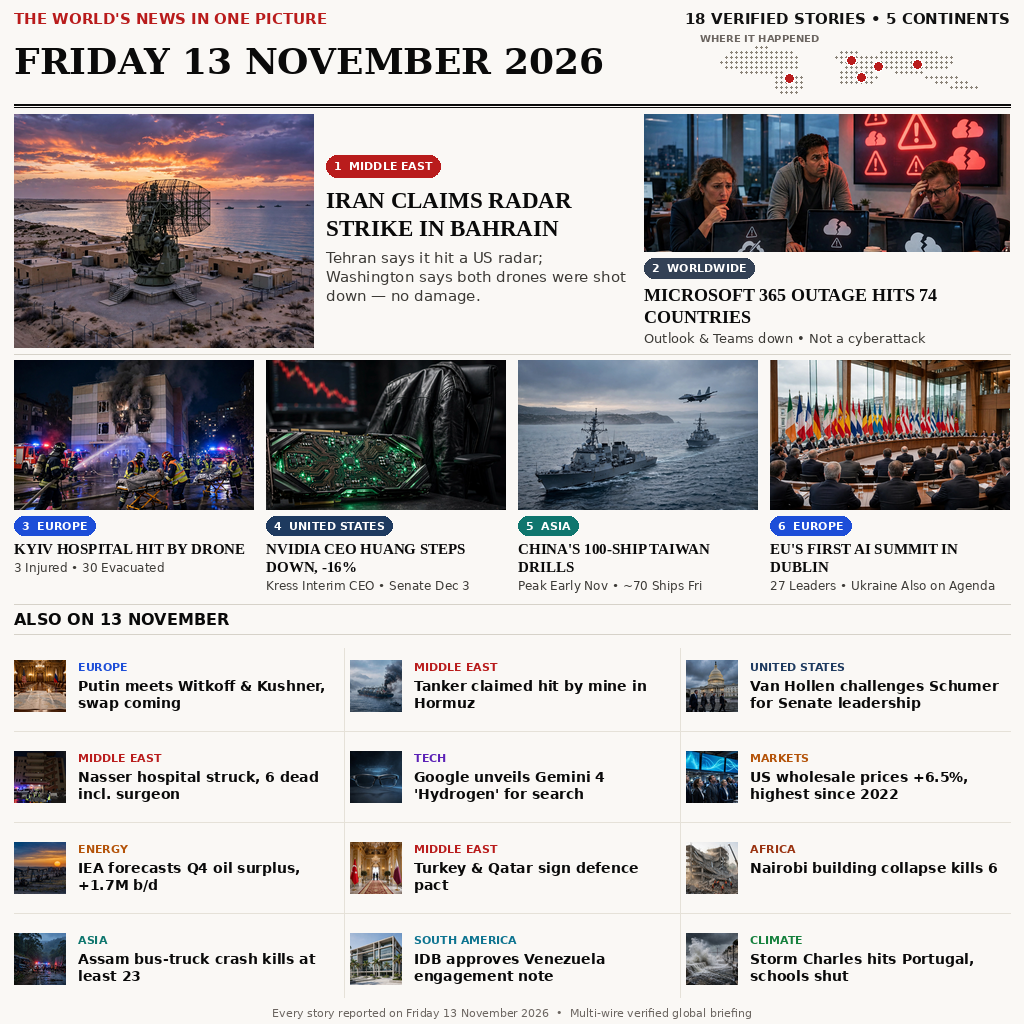 THE WORLD'S NEWS IN ONE PICTURE
18 VERIFIED STORIES • 5 CONTINENTS
WHERE IT HAPPENED
FRIDAY 13 NOVEMBER 2026
1 MIDDLE EAST
IRAN CLAIMS RADAR
STRIKE IN BAHRAIN
Tehran says it hit a US radar;
Washington says both drones were shot
down — no damage.
2 WORLDWIDE
MICROSOFT 365 OUTAGE HITS 74
COUNTRIES
Outlook & Teams down • Not a cyberattack
3 EUROPE
KYIV HOSPITAL HIT BY DRONE
3 Injured • 30 Evacuated
4 UNITED STATES
NVIDIA CEO HUANG STEPS
DOWN, -16%
Kress Interim CEO • Senate Dec 3
5 ASIA
CHINA'S 100-SHIP TAIWAN
DRILLS
Peak Early Nov • ~70 Ships Fri
6 EUROPE
EU'S FIRST AI SUMMIT IN
DUBLIN
27 Leaders • Ukraine Also on Agenda
ALSO ON 13 NOVEMBER
EUROPE
Putin meets Witkoff & Kushner,
swap coming
MIDDLE EAST
Tanker claimed hit by mine in
Hormuz
UNITED STATES
Van Hollen challenges Schumer
for Senate leadership
MIDDLE EAST
Nasser hospital struck, 6 dead
incl. surgeon
TECH
Google unveils Gemini 4
'Hydrogen' for search
MARKETS
US wholesale prices +6.5%,
highest since 2022
ENERGY
IEA forecasts Q4 oil surplus,
+1.7M b/d
MIDDLE EAST
Turkey & Qatar sign defence
pact
AFRICA
Nairobi building collapse kills 6
ASIA
Assam bus-truck crash kills at
least 23
SOUTH AMERICA
IDB approves Venezuela
engagement note
CLIMATE
Storm Charles hits Portugal,
schools shut
Every story reported on Friday 13 November 2026 • Multi-wire verified global briefing